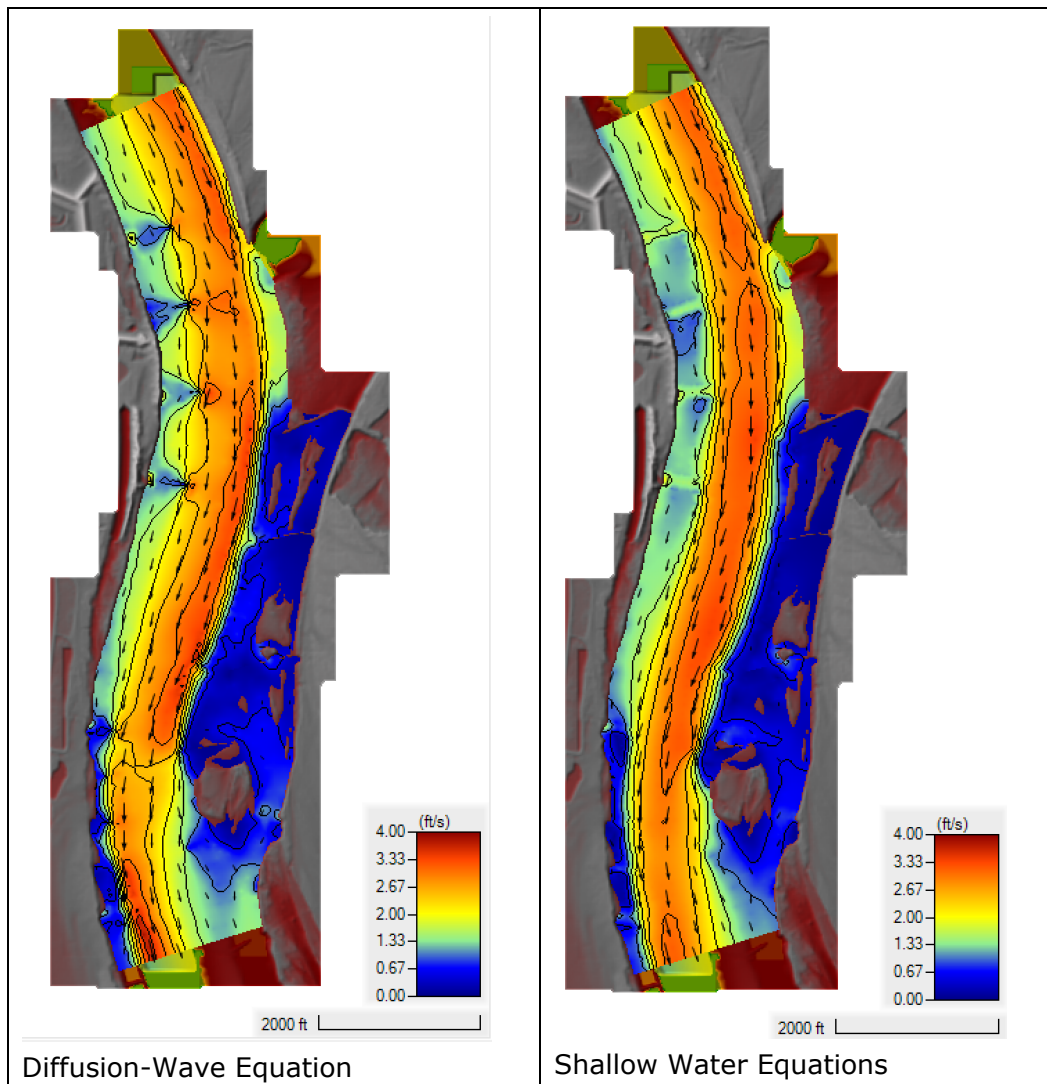 (ft/s)
4.00
3.33
2.67
2.00
1.33
0.67
0.00
2000 ft
Diffusion-Wave Equation
(ft/s)
4.00
3.33
2.67
2.00
1.33
0.67
0.00
2000 ft
Shallow Water Equations